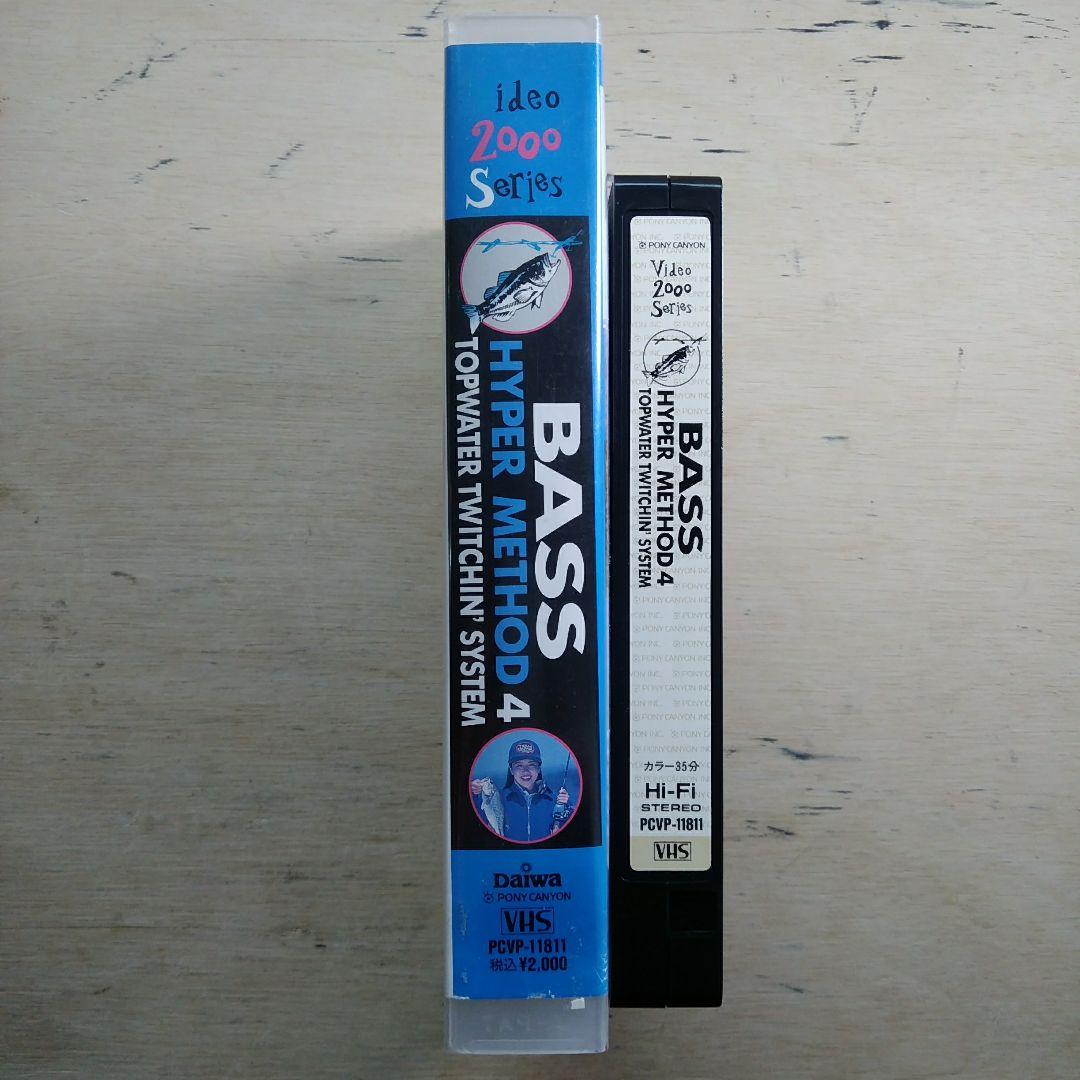 ideo
2000
Series
BASS
HYPER METHOD 4
TOPWATER TWITCHIN' SYSTEM
Daiwa
PONY CANYON
VHS
PCVP-11811
税込¥2,000
PONY CANYON
Video
2000
Series
BASS
HYPER METHOD 4
TOPWATER TWITCHIN' SYSTEM
カラー35分
Hi-Fi
STEREO
PCVP-11811
VHS